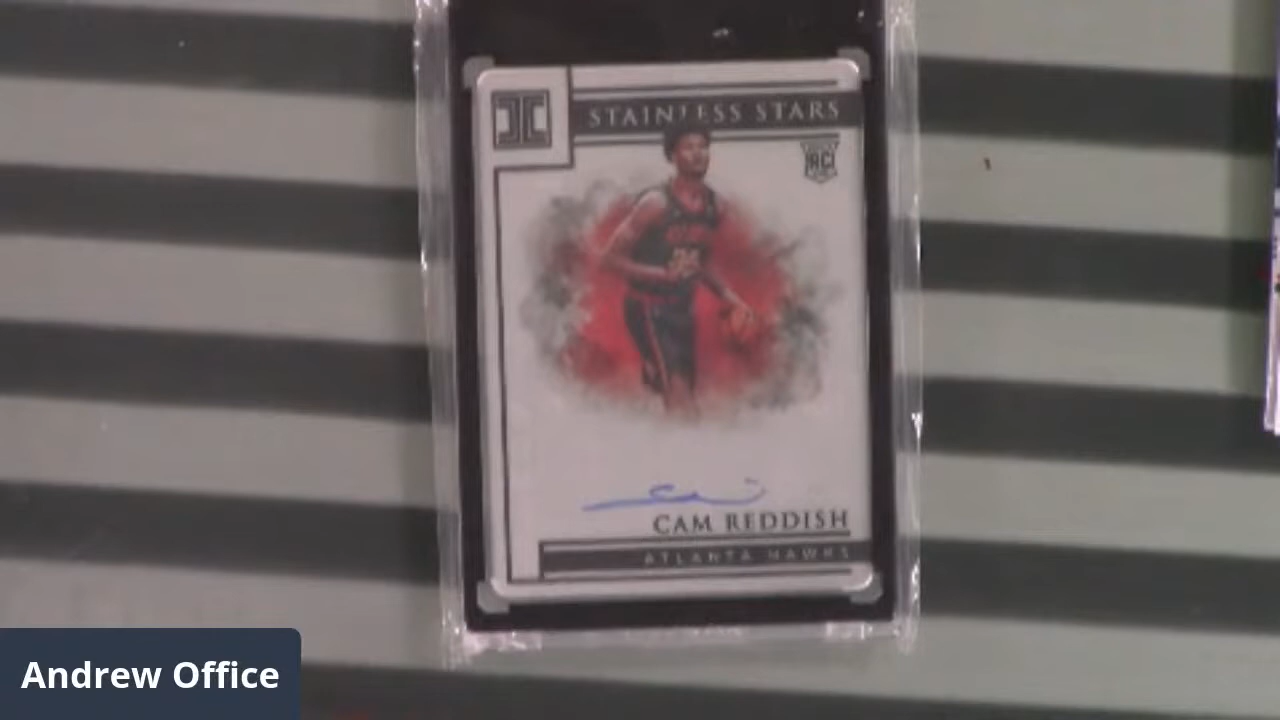 STAINLESS STARS
RC
CAM REDDISH
ATLANTA HAWKS
Andrew Office